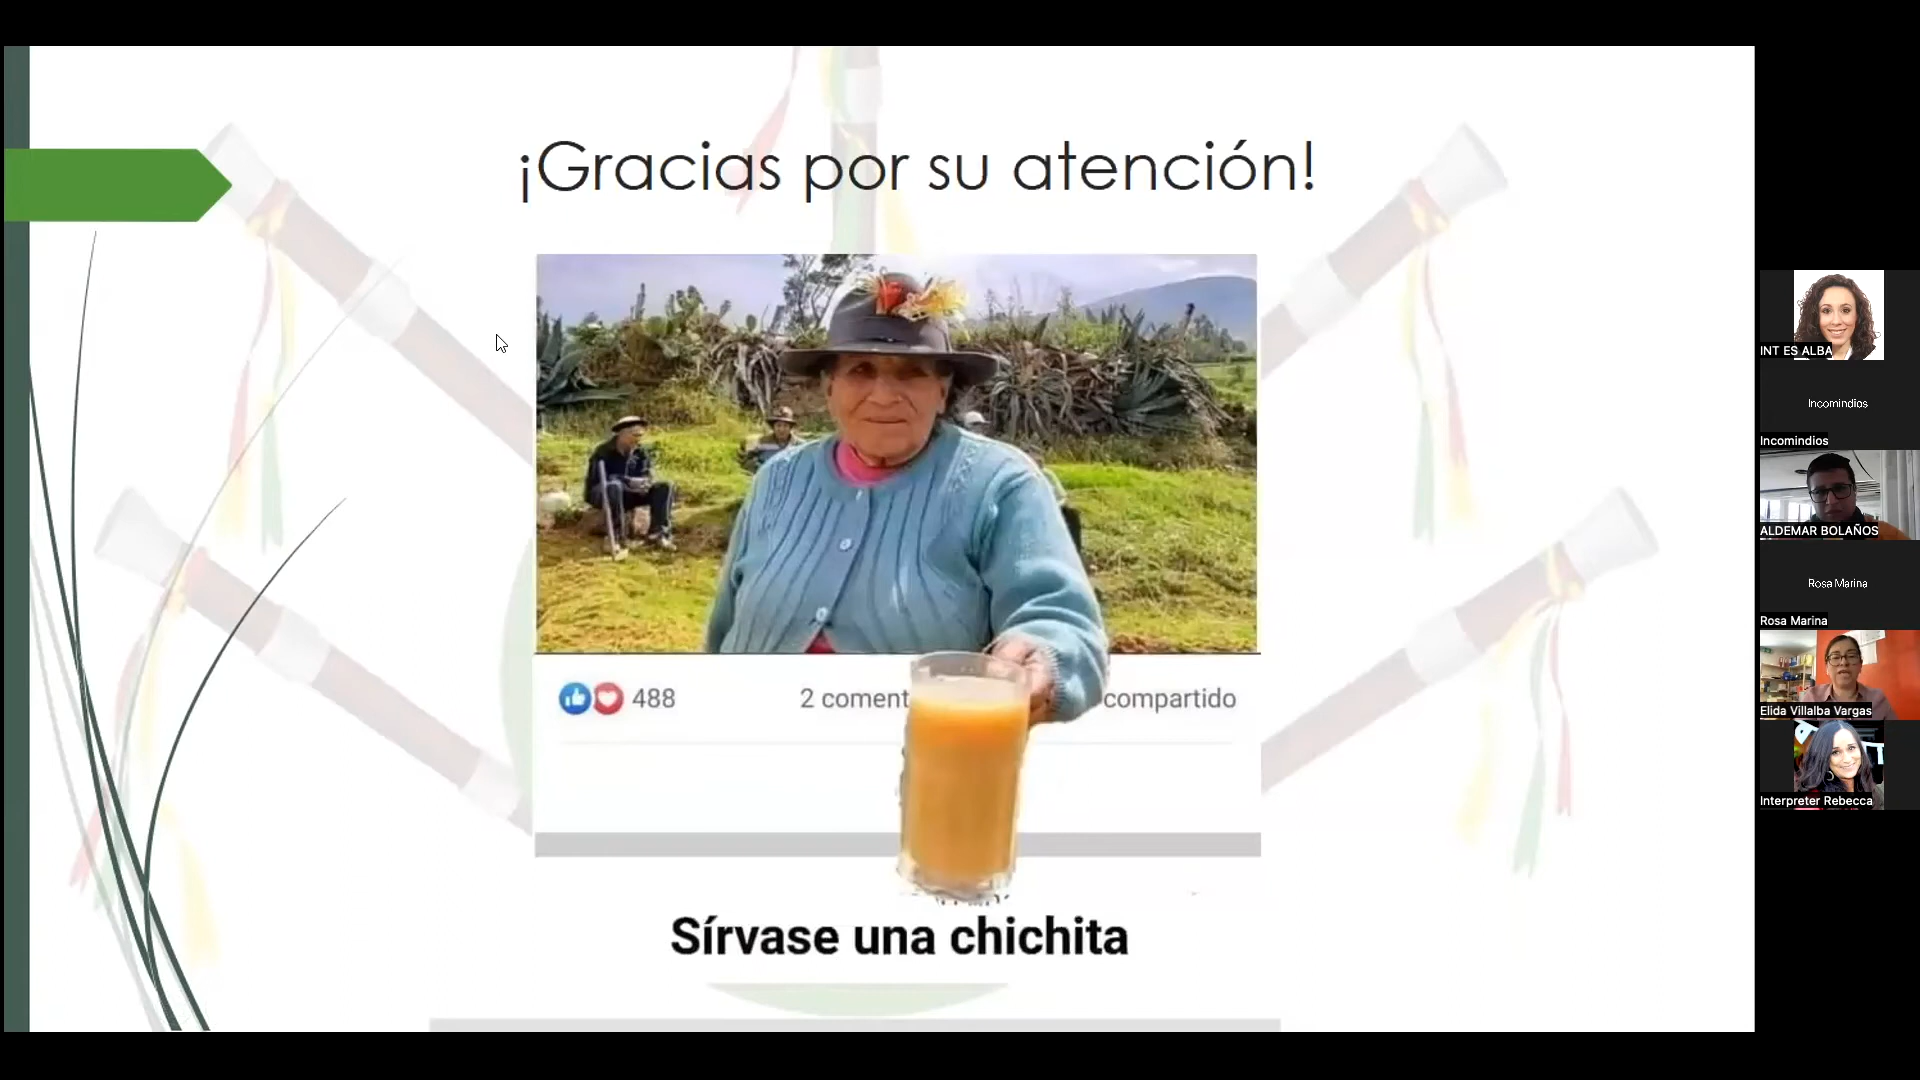 ¡Gracias por su atención!
488
2 coment
compartido
Sírvase una chichita
INT ES ALBA
Incomindios
Incomindios
ALDEMAR BOLAÑOS
Rosa Marina
Rosa Marina
Elida Villalba Vargas
Interpreter Rebecca